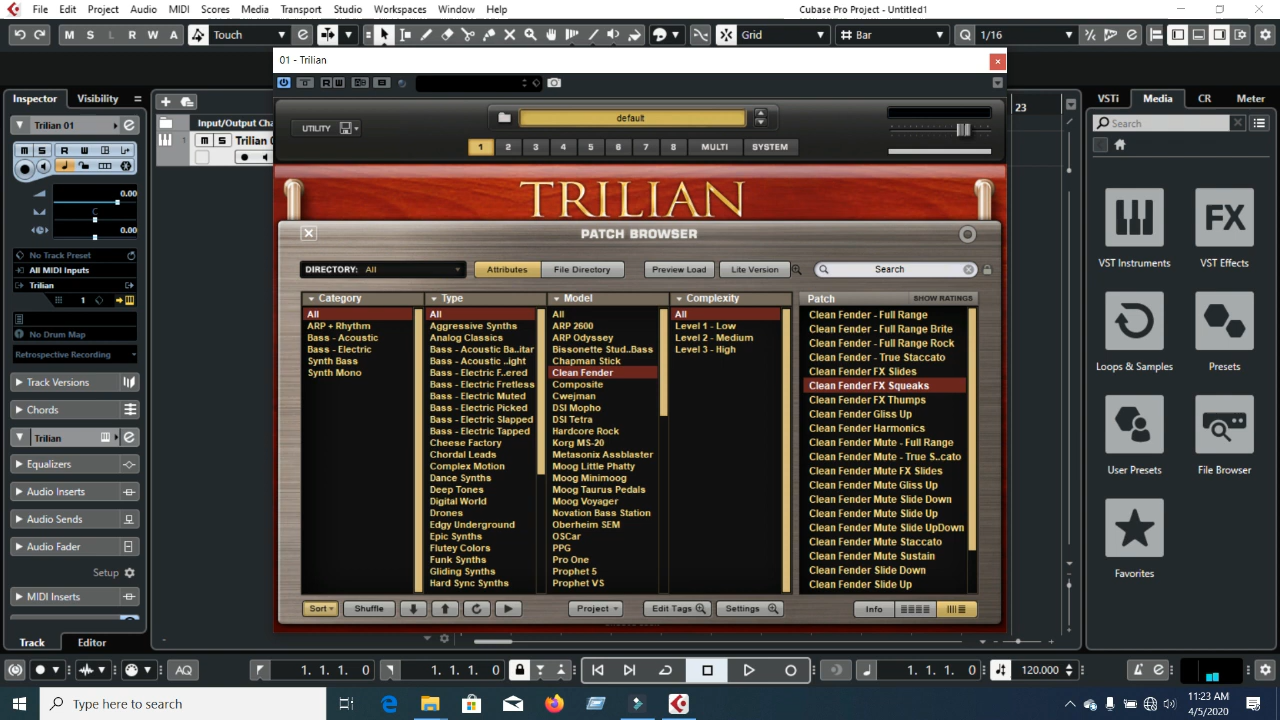 File Edit Project Audio MIDI Scores Media Transport Studio Workspaces Window Help
Cubase Pro Project - Untitled1
M S L R W A Touch Grid Bar Q 1/16
01 - Trilian
Inspector Visibility
Input/Output Cha
23
VSTi Media CR Meter
Trilian 01
UTILITY
default
M S Trilian 0
Search
M S R W
1 2 3 4 5 6 7 8 MULTI SYSTEM
0.00
C
0.00
TRILIAN
PATCH BROWSER
No Track Preset
All MIDI Inputs
Trilian
1
No Drum Map
Retrospective Recording
DIRECTORY: All
Attributes File Directory Preview Load Lite Version Search
Category
All
ARP + Rhythm
Bass - Acoustic
Bass - Electric
Synth Bass
Synth Mono
Type
All
Aggressive Synths
Analog Classics
Bass - Acoustic Ba..itar
Bass - Acoustic ..ight
Bass - Electric F..ered
Bass - Electric Fretless
Bass - Electric Muted
Bass - Electric Picked
Bass - Electric Slapped
Bass - Electric Tapped
Cheese Factory
Chordal Leads
Complex Motion
Dance Synths
Deep Tones
Digital World
Drones
Edgy Underground
Epic Synths
Flutey Colors
Funk Synths
Gliding Synths
Hard Sync Synths
Model
All
ARP 2600
ARP Odyssey
Bissonette Stud..Bass
Chapman Stick
Clean Fender
Composite
Cwejman
DSI Mopho
DSI Tetra
Hardcore Rock
Korg MS-20
Metasonix Assblaster
Moog Little Phatty
Moog Minimoog
Moog Taurus Pedals
Moog Voyager
Novation Bass Station
Oberheim SEM
OSCar
PPG
Pro One
Prophet 5
Prophet VS
Complexity
All
Level 1 - Low
Level 2 - Medium
Level 3 - High
Patch SHOW RATINGS
Clean Fender - Full Range
Clean Fender - Full Range Brite
Clean Fender - Full Range Rock
Clean Fender - True Staccato
Clean Fender FX Slides
Clean Fender FX Squeaks
Clean Fender FX Thumps
Clean Fender Gliss Up
Clean Fender Harmonics
Clean Fender Mute - Full Range
Clean Fender Mute - True S..cato
Clean Fender Mute FX Slides
Clean Fender Mute Gliss Up
Clean Fender Mute Slide Down
Clean Fender Mute Slide Up
Clean Fender Mute Slide UpDown
Clean Fender Mute Staccato
Clean Fender Mute Sustain
Clean Fender Slide Down
Clean Fender Slide Up
Sort Shuffle Project Edit Tags Settings Info
Track Versions
Chords
Trilian
Equalizers
Audio Inserts
Audio Sends
Audio Fader
Setup
MIDI Inserts
Track Editor
FX
VST Instruments VST Effects
Loops & Samples Presets
User Presets File Browser
Favorites
AQ 1. 1. 1. 0 1. 1. 1. 0 1. 1. 1. 0 120.000
Type here to search
11:23 AM
4/5/2020